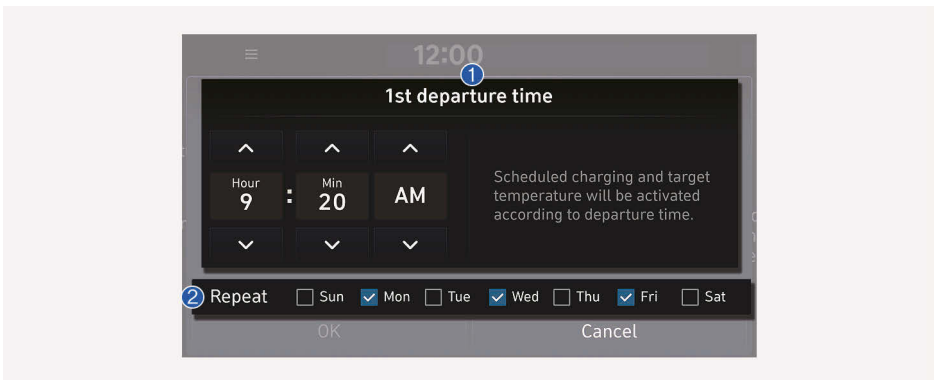 12:00
1
1st departure time
Hour
9
:
Min
20
AM
Scheduled charging and target
temperature will be activated
according to departure time.
2 Repeat Sun Mon Tue Wed Thu Fri Sat
OK Cancel